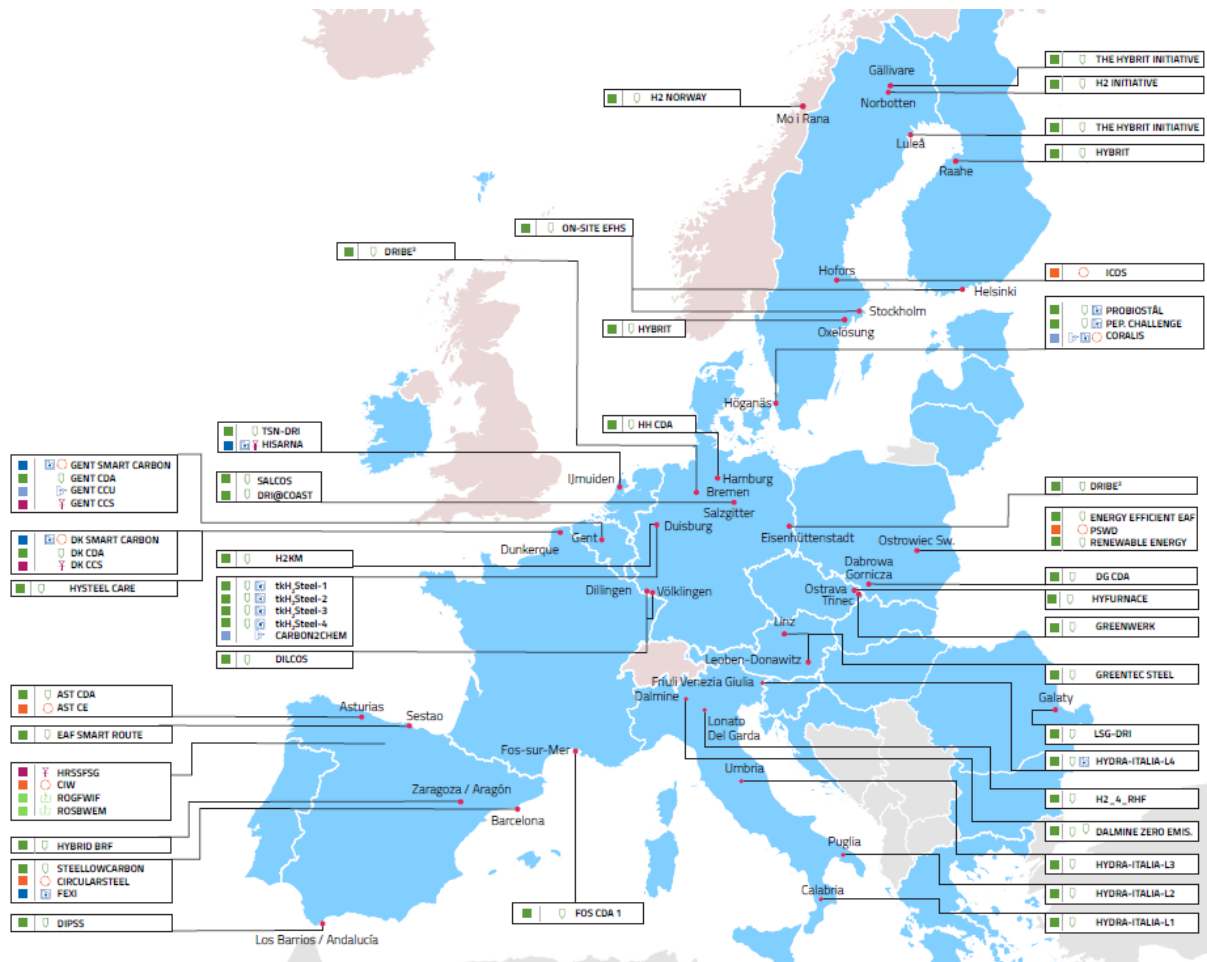 THE HYBRIT INITIATIVE
H2 INITIATIVE
Gällivare
Norbotten
H2 NORWAY
Mo i Rana
THE HYBRIT INITIATIVE
Luleå
HYBRIT
Raahe
ON-SITE EFHS
DRIBE²
Hofors
ICOS
Helsinki
Stockholm
HYBRIT
Oxelösung
PROBIOSTÅL
PEP. CHALLENGE
CORALIS
Höganäs
TSN-DRI
HISARNA
HH CDA
GENT SMART CARBON
GENT CDA
GENT CCU
GENT CCS
SALCOS
DRI@COAST
IJmuiden
Hamburg
Bremen
Salzgitter
DRIBE²
Eisenhüttenstadt
ENERGY EFFICIENT EAF
PSWD
RENEWABLE ENERGY
Ostrowiec Sw.
DK SMART CARBON
DK CDA
DK CCS
Dunkerque
Gent
Duisburg
HYSTEEL CARE
H2KM
tkH₂Steel-1
tkH₂Steel-2
tkH₂Steel-3
tkH₂Steel-4
CARBON2CHEM
DILCOS
Dillingen
Völklingen
Dabrowa
Gornicza
DG CDA
Ostrava
HYFURNACE
Trinec
GREENWERK
Linz
Leoben-Donawitz
GREENTEC STEEL
AST CDA
AST CE
Asturias
Sestao
EAF SMART ROUTE
Friuli Venezia Giulia
Dalmine
Lonato
Del Garda
Galaty
LSG-DRI
HYDRA-ITALIA-L4
HRSSFSG
CIW
ROGFWIF
ROSBWEM
Fos-sur-Mer
Umbria
Zaragoza / Aragón
Barcelona
H2_4_RHF
DALMINE ZERO EMIS.
HYBRID BRF
Puglia
HYDRA-ITALIA-L3
STEELLOWCARBON
CIRCULARSTEEL
FEXI
Calabria
HYDRA-ITALIA-L2
DIPSS
Los Barrios / Andalucía
FOS CDA 1
HYDRA-ITALIA-L1